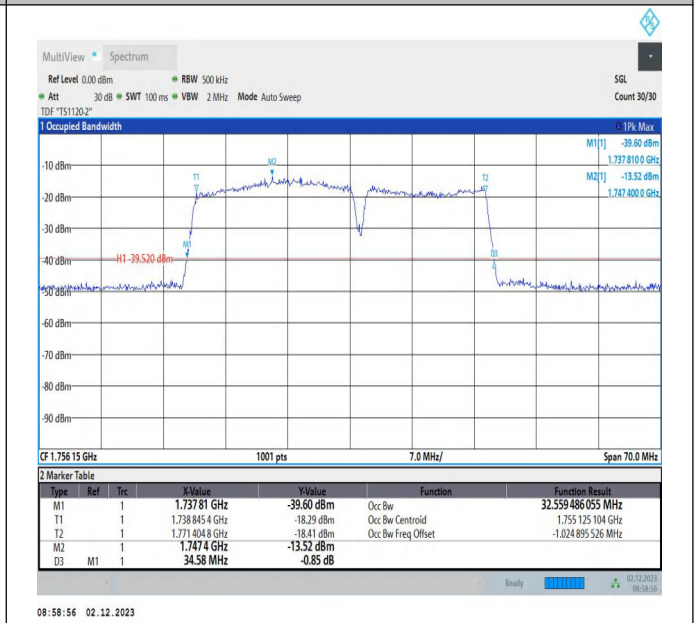 MultiView Spectrum
Ref Level 0.00 dBm RBW 500 kHz SGL
Att 30 dB SWT 100 ms VBW 2 MHz Mode Auto Sweep Count 30/30
TDF "TS1120-2"
1 Occupied Bandwidth 1Pk Max
M1[1] -39.60 dBm
1.737 810 0 GHz
M2[1] -13.52 dBm
1.747 400 0 GHz
M2
T1
T2
M1
D3
H1 -39.520 dBm
-10 dBm
-20 dBm
-30 dBm
-40 dBm
-50 dBm
-60 dBm
-70 dBm
-80 dBm
-90 dBm
CF 1.756 15 GHz 1001 pts 7.0 MHz/ Span 70.0 MHz
2 Marker Table
Type Ref Trc X-Value Y-Value Function Function Result
M1 1 1.737 81 GHz -39.60 dBm Occ Bw 32.559 486 055 MHz
T1 1 1.738 845 4 GHz -18.29 dBm Occ Bw Centroid 1.755 125 104 GHz
T2 1 1.771 404 8 GHz -18.41 dBm Occ Bw Freq Offset -1.024 895 526 MHz
M2 1 1.747 4 GHz -13.52 dBm
D3 M1 1 34.58 MHz -0.85 dB
Ready 02.12.2023
08:58:56
08:58:56 02.12.2023